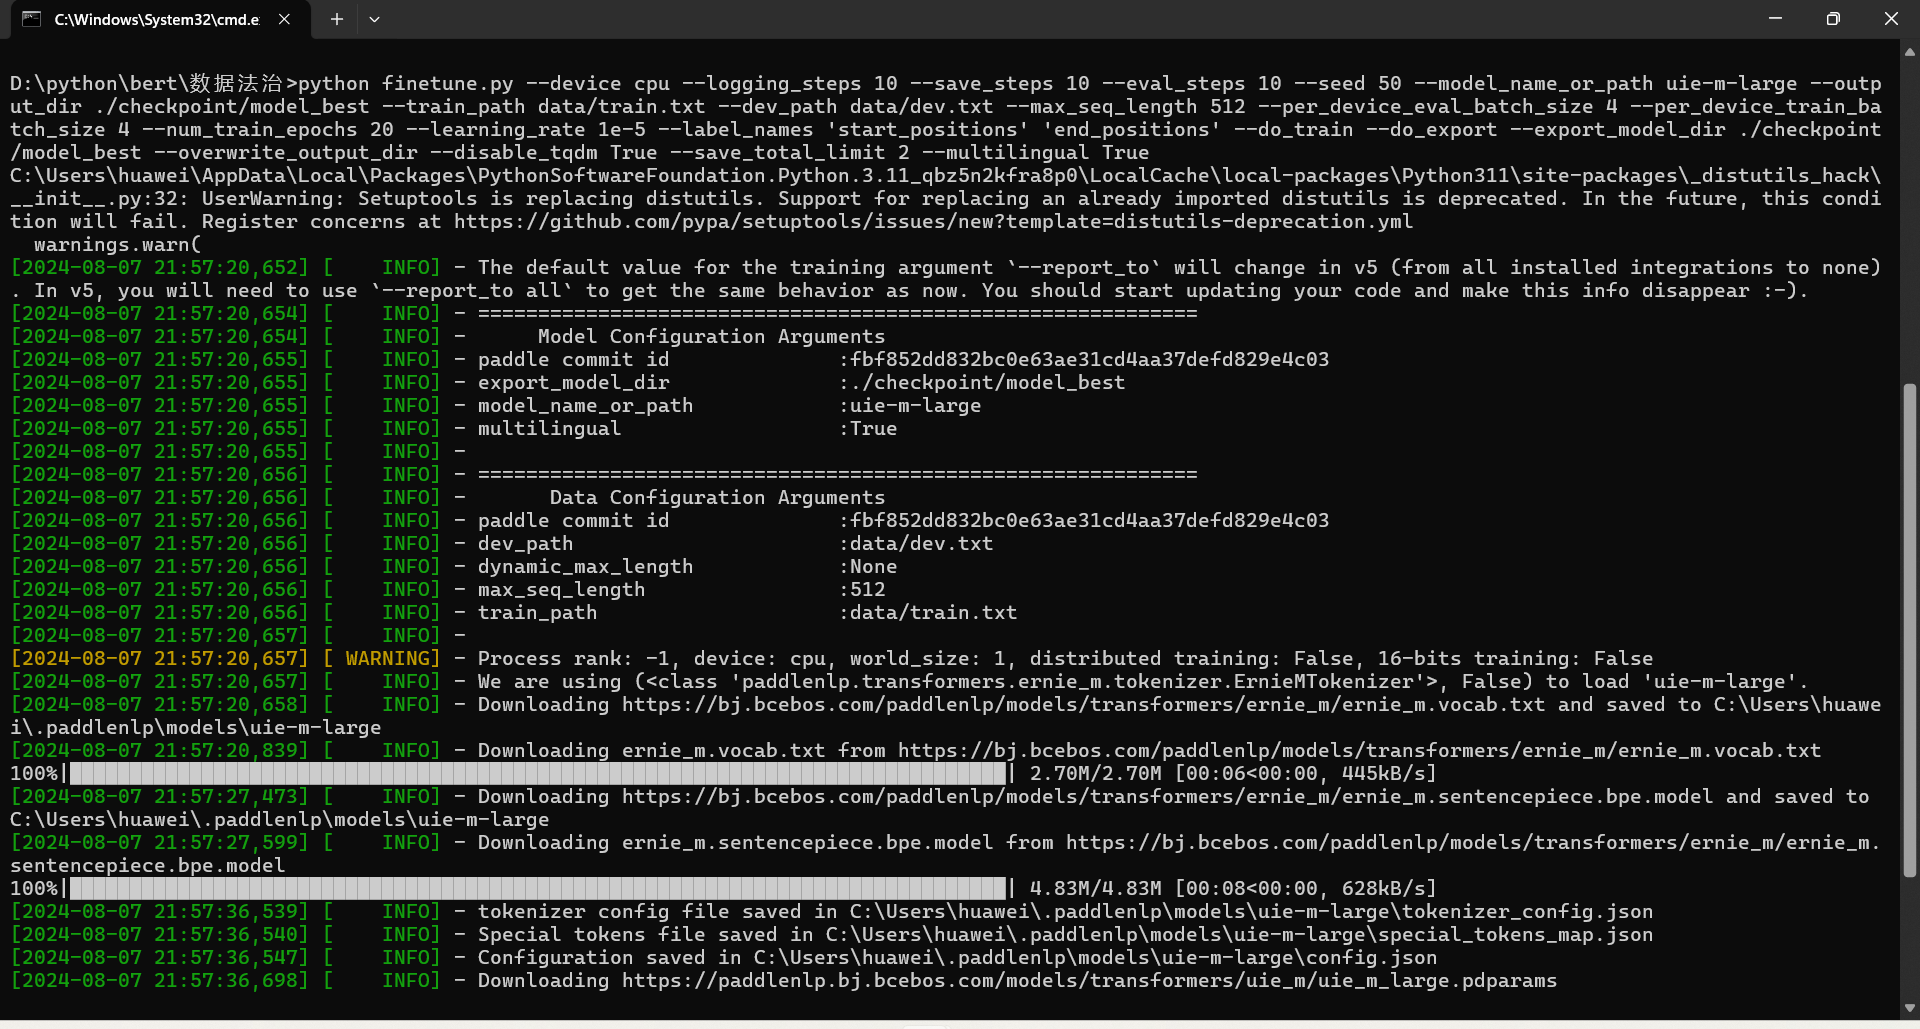 C:\Windows\System32\cmd.e
D:\python\bert\数据法治>python finetune.py --device cpu --logging_steps 10 --save_steps 10 --eval_steps 10 --seed 50 --model_name_or_path uie-m-large --outp
ut_dir ./checkpoint/model_best --train_path data/train.txt --dev_path data/dev.txt --max_seq_length 512 --per_device_eval_batch_size 4 --per_device_train_ba
tch_size 4 --num_train_epochs 20 --learning_rate 1e-5 --label_names 'start_positions' 'end_positions' --do_train --do_export --export_model_dir ./checkpoint
/model_best --overwrite_output_dir --disable_tqdm True --save_total_limit 2 --multilingual True
C:\Users\huawei\AppData\Local\Packages\PythonSoftwareFoundation.Python.3.11_qbz5n2kfra8p0\LocalCache\local-packages\Python311\site-packages\_distutils_hack\
__init__.py:32: UserWarning: Setuptools is replacing distutils. Support for replacing an already imported distutils is deprecated. In the future, this condi
tion will fail. Register concerns at https://github.com/pypa/setuptools/issues/new?template=distutils-deprecation.yml
  warnings.warn(
[2024-08-07 21:57:20,652] [    INFO] - The default value for the training argument `--report_to` will change in v5 (from all installed integrations to none)
. In v5, you will need to use `--report_to all` to get the same behavior as now. You should start updating your code and make this info disappear :-).
[2024-08-07 21:57:20,654] [    INFO] - ============================================================
[2024-08-07 21:57:20,654] [    INFO] -      Model Configuration Arguments
[2024-08-07 21:57:20,655] [    INFO] - paddle commit id              :fbf852dd832bc0e63ae31cd4aa37defd829e4c03
[2024-08-07 21:57:20,655] [    INFO] - export_model_dir              :./checkpoint/model_best
[2024-08-07 21:57:20,655] [    INFO] - model_name_or_path            :uie-m-large
[2024-08-07 21:57:20,655] [    INFO] - multilingual                  :True
[2024-08-07 21:57:20,655] [    INFO] -
[2024-08-07 21:57:20,656] [    INFO] - ============================================================
[2024-08-07 21:57:20,656] [    INFO] -       Data Configuration Arguments
[2024-08-07 21:57:20,656] [    INFO] - paddle commit id              :fbf852dd832bc0e63ae31cd4aa37defd829e4c03
[2024-08-07 21:57:20,656] [    INFO] - dev_path                      :data/dev.txt
[2024-08-07 21:57:20,656] [    INFO] - dynamic_max_length            :None
[2024-08-07 21:57:20,656] [    INFO] - max_seq_length                :512
[2024-08-07 21:57:20,656] [    INFO] - train_path                    :data/train.txt
[2024-08-07 21:57:20,657] [    INFO] -
[2024-08-07 21:57:20,657] [ WARNING] - Process rank: -1, device: cpu, world_size: 1, distributed training: False, 16-bits training: False
[2024-08-07 21:57:20,657] [    INFO] - We are using (<class 'paddlenlp.transformers.ernie_m.tokenizer.ErnieMTokenizer'>, False) to load 'uie-m-large'.
[2024-08-07 21:57:20,658] [    INFO] - Downloading https://bj.bcebos.com/paddlenlp/models/transformers/ernie_m/ernie_m.vocab.txt and saved to C:\Users\huawe
i\.paddlenlp\models\uie-m-large
[2024-08-07 21:57:20,839] [    INFO] - Downloading ernie_m.vocab.txt from https://bj.bcebos.com/paddlenlp/models/transformers/ernie_m/ernie_m.vocab.txt
100%| | 2.70M/2.70M [00:06<00:00, 445kB/s]
[2024-08-07 21:57:27,473] [    INFO] - Downloading https://bj.bcebos.com/paddlenlp/models/transformers/ernie_m/ernie_m.sentencepiece.bpe.model and saved to
C:\Users\huawei\.paddlenlp\models\uie-m-large
[2024-08-07 21:57:27,599] [    INFO] - Downloading ernie_m.sentencepiece.bpe.model from https://bj.bcebos.com/paddlenlp/models/transformers/ernie_m/ernie_m.
sentencepiece.bpe.model
100%| | 4.83M/4.83M [00:08<00:00, 628kB/s]
[2024-08-07 21:57:36,539] [    INFO] - tokenizer config file saved in C:\Users\huawei\.paddlenlp\models\uie-m-large\tokenizer_config.json
[2024-08-07 21:57:36,540] [    INFO] - Special tokens file saved in C:\Users\huawei\.paddlenlp\models\uie-m-large\special_tokens_map.json
[2024-08-07 21:57:36,547] [    INFO] - Configuration saved in C:\Users\huawei\.paddlenlp\models\uie-m-large\config.json
[2024-08-07 21:57:36,698] [    INFO] - Downloading https://paddlenlp.bj.bcebos.com/models/transformers/uie_m/uie_m_large.pdparams